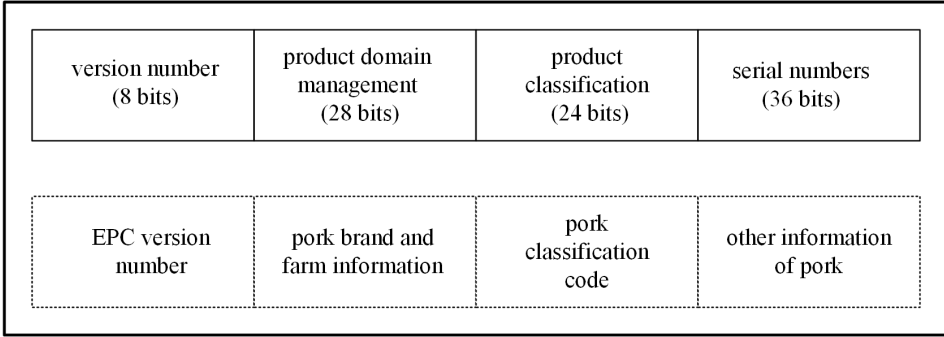 version number
(8 bits)
product domain
management
(28 bits)
product
classification
(24 bits)
serial numbers
(36 bits)
EPC version
number
pork brand and
farm information
pork
classification
code
other information
of pork